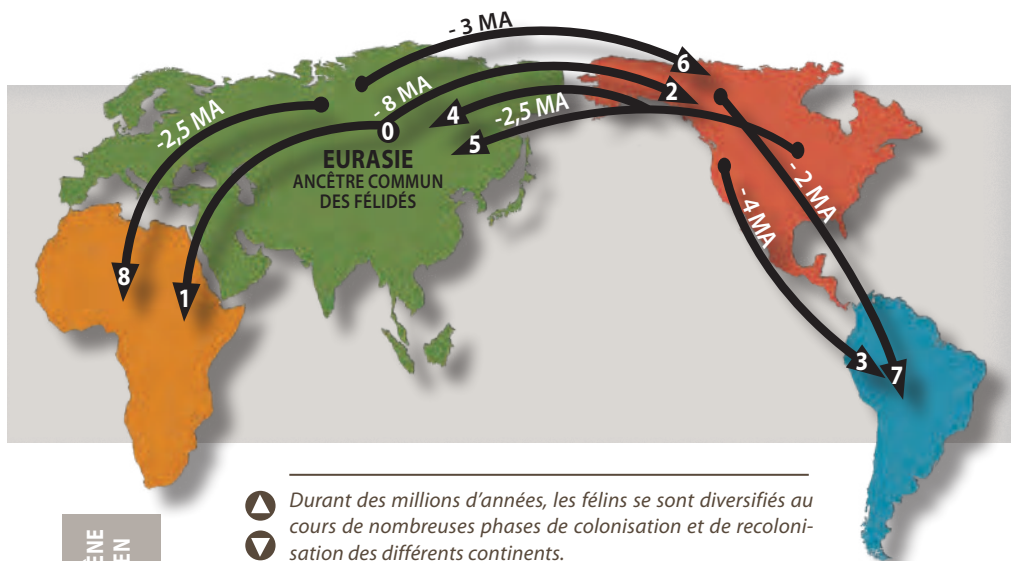 - 3 MA
6
2
- 8 MA
-2,5 MA
4
-2,5 MA
0
5
EURASIE
ANCÊTRE COMMUN
DES FÉLIDÉS
- 2 MA
- 4 MA
8
1
3
7
Durant des millions d'années, les félins se sont diversifiés au
cours de nombreuses phases de colonisation et de recoloni-
sation des différents continents.